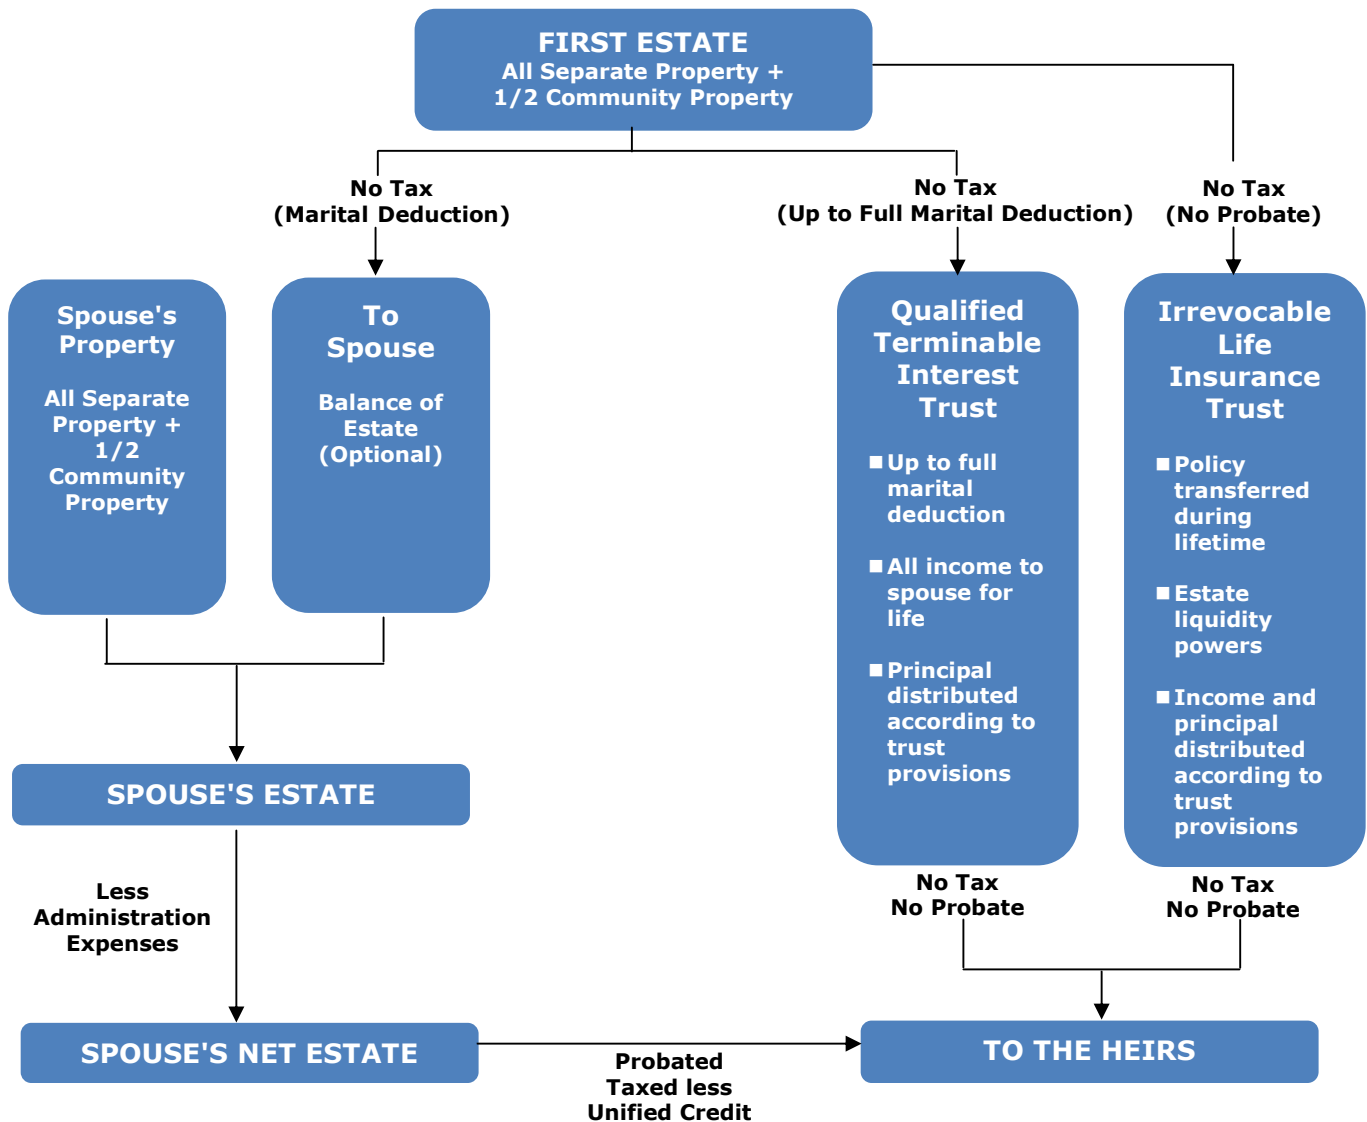 FIRST ESTATE
All Separate Property +
1/2 Community Property
No Tax
(Marital Deduction)
No Tax
(Up to Full Marital Deduction)
No Tax
(No Probate)
Spouse's
Property
All Separate
Property +
1/2
Community
Property
To
Spouse
Balance of
Estate
(Optional)
Qualified
Terminable
Interest
Trust
■ Up to full
marital
deduction
■ All income to
spouse for
life
■ Principal
distributed
according to
trust
provisions
Irrevocable
Life
Insurance
Trust
■ Policy
transferred
during
lifetime
■ Estate
liquidity
powers
■ Income and
principal
distributed
according to
trust
provisions
SPOUSE'S ESTATE
Less
Administration
Expenses
No Tax
No Probate
No Tax
No Probate
SPOUSE'S NET ESTATE
Probated
Taxed less
Unified Credit
TO THE HEIRS